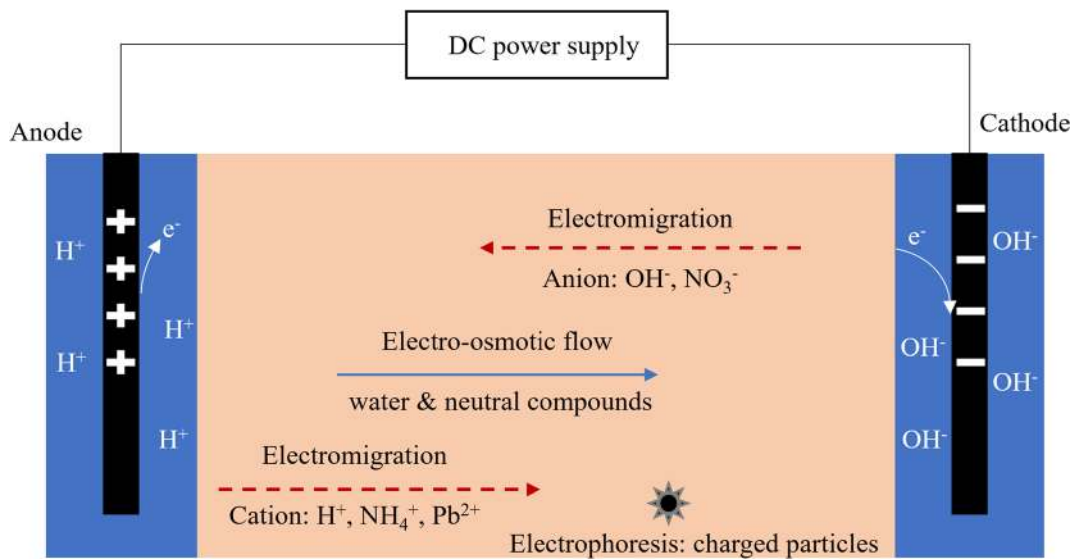 DC power supply
Anode
Cathode
H⁺
e⁻
H⁺
H⁺
H⁺
Electromigration
Anion: OH⁻, NO₃⁻
Electro-osmotic flow
water & neutral compounds
Electromigration
Cation: H⁺, NH₄⁺, Pb²⁺
Electrophoresis: charged particles
e⁻
OH⁻
OH⁻
OH⁻
OH⁻